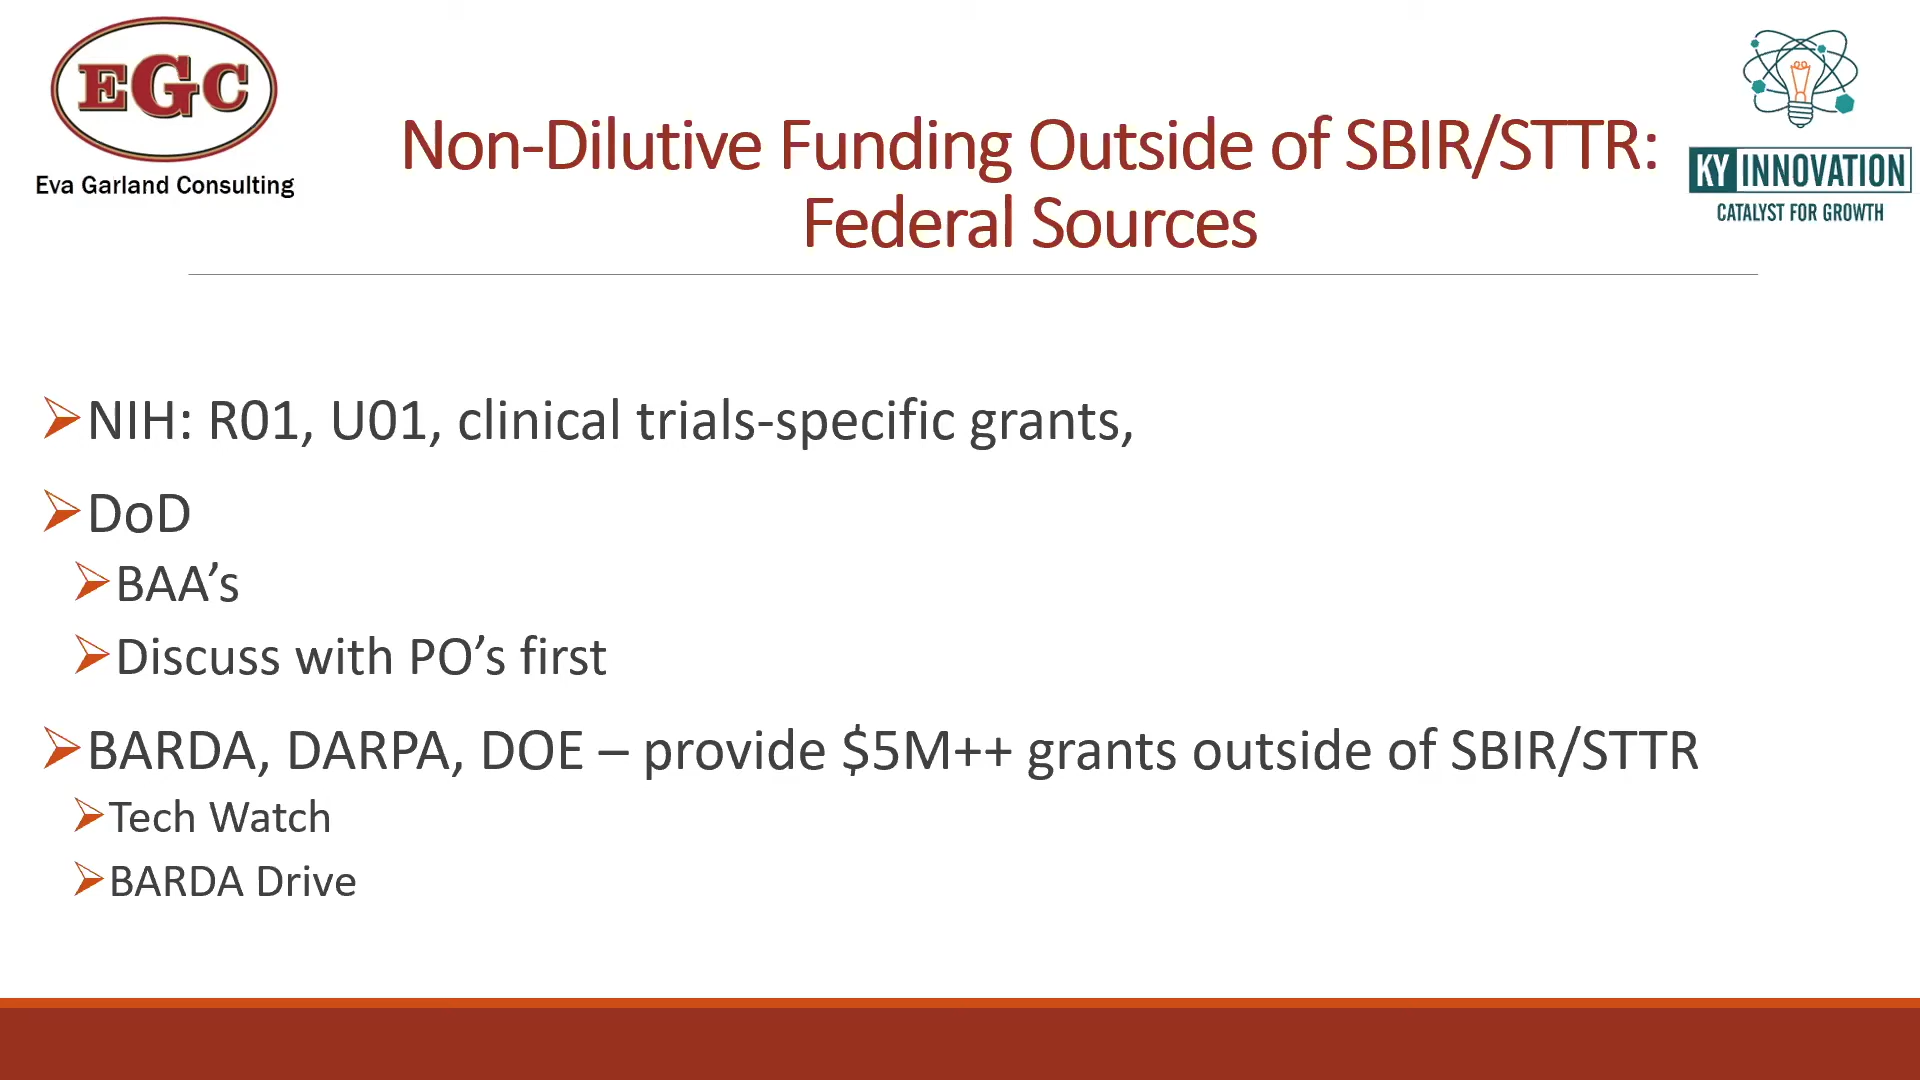 EGC
Eva Garland Consulting
Non-Dilutive Funding Outside of SBIR/STTR:
Federal Sources
KY INNOVATION
CATALYST FOR GROWTH
NIH: R01, U01, clinical trials-specific grants,
DoD
BAA’s
Discuss with PO’s first
BARDA, DARPA, DOE – provide $5M++ grants outside of SBIR/STTR
Tech Watch
BARDA Drive